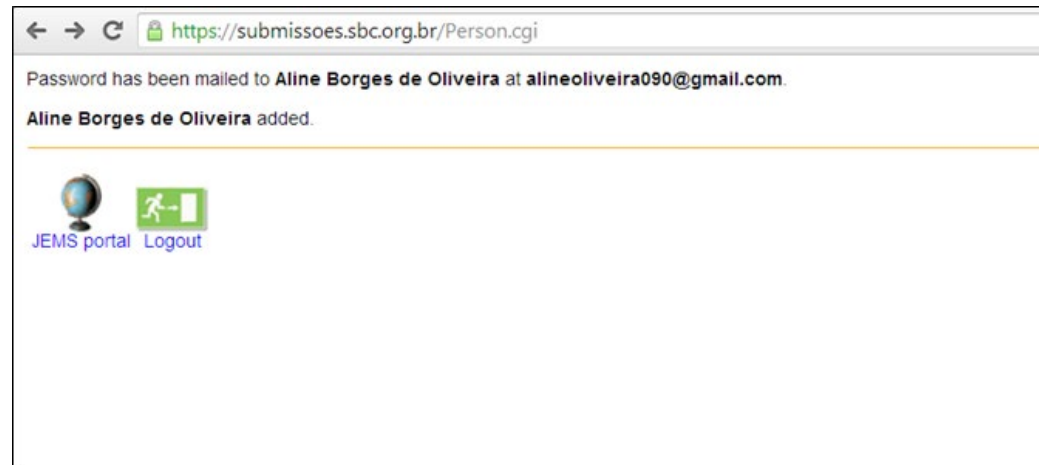 https://submissoes.sbc.org.br/Person.cgi
Password has been mailed to Aline Borges de Oliveira at alineoliveira090@gmail.com.
Aline Borges de Oliveira added.
JEMS portal Logout